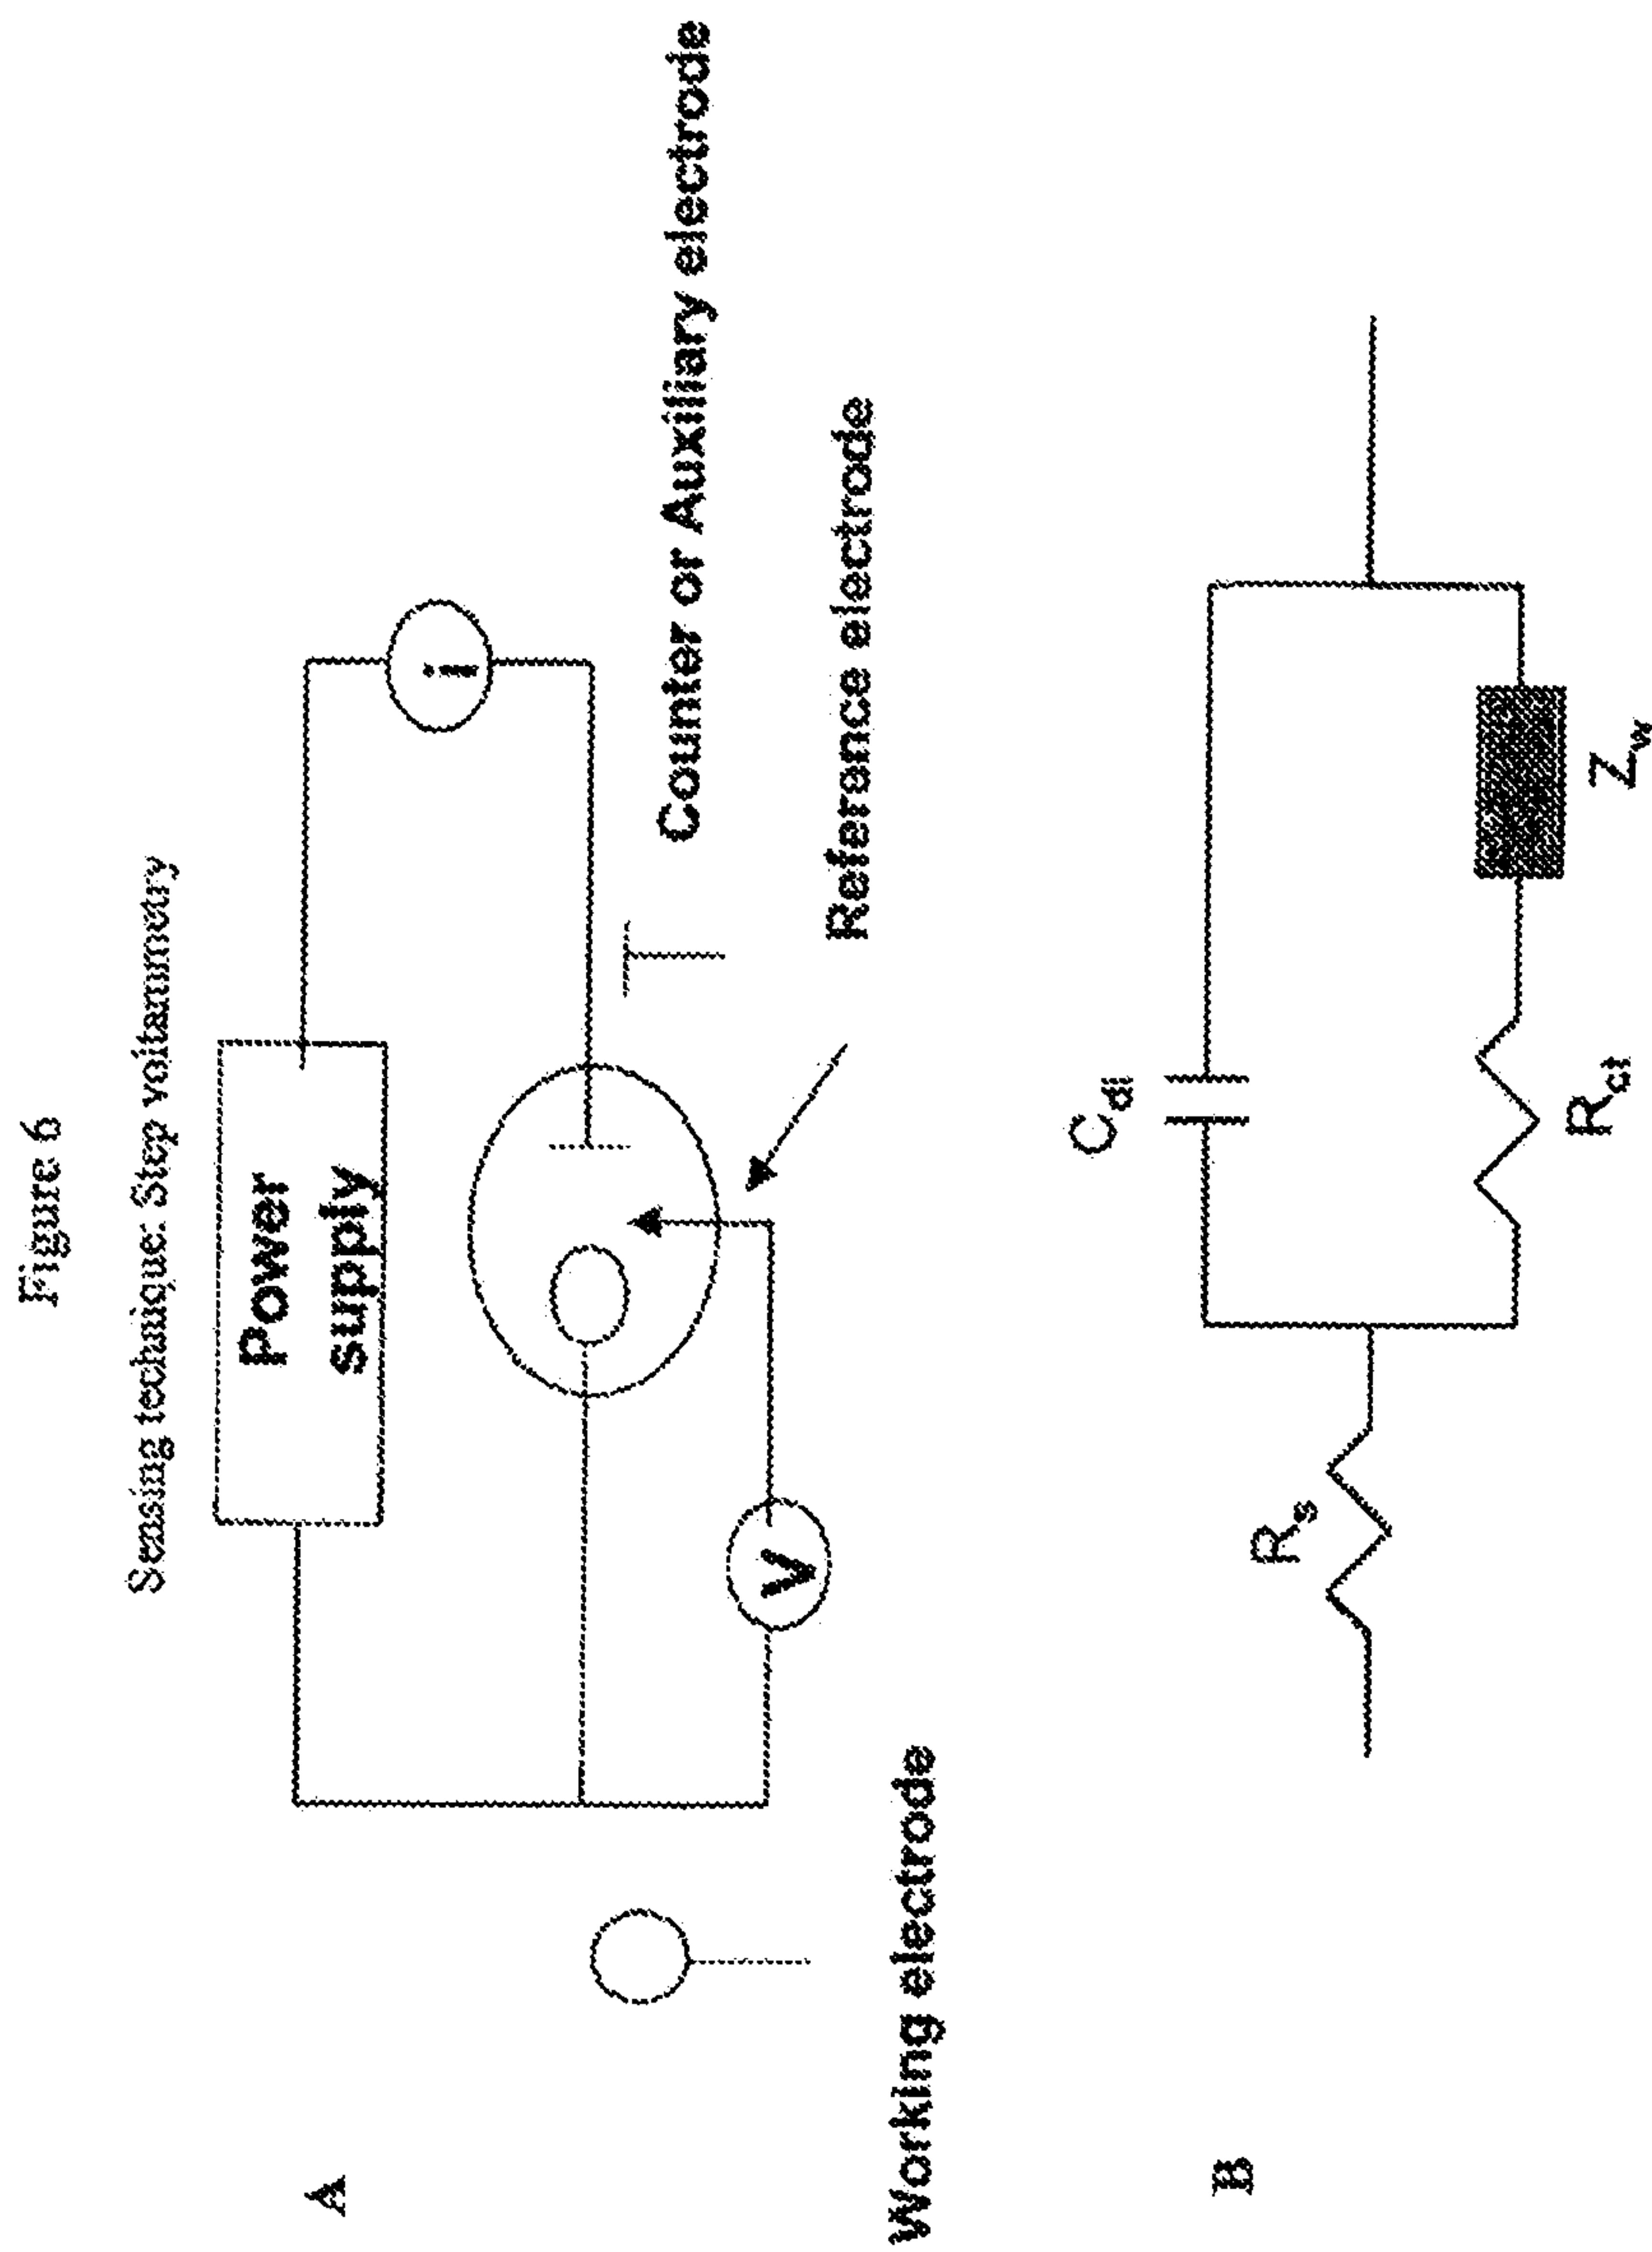 Figure 6
Sensing technique: Step voltammetry
A
Power
supply
i
Counter or Auxiliary electrode
V
Reference electrode
Working electrode
B
Cdl
Rs
Rct
Zw